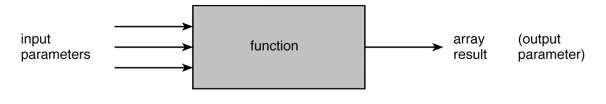 input
parameters
function
array
result
(output
parameter)